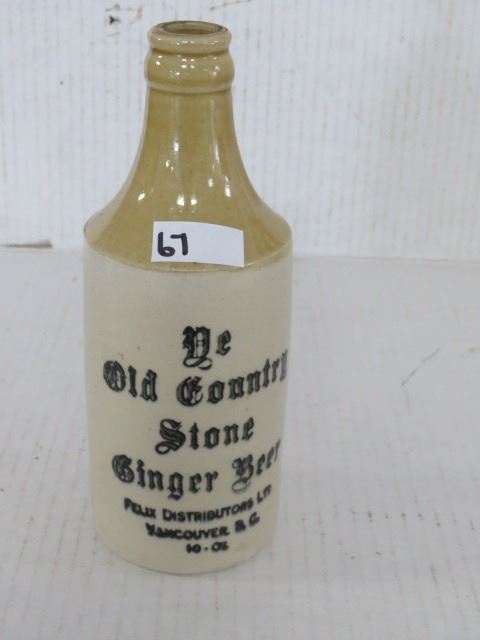 67
Ye
Old Country
Stone
Ginger Beer
FELIX DISTRIBUTORS LTD
VANCOUVER B.C.
10-OZ